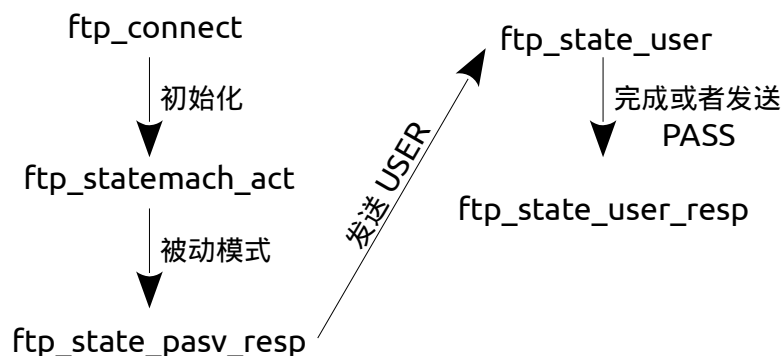 ftp_connect
初始化
ftp_statemach_act
被动模式
ftp_state_pasv_resp
发送 USER
ftp_state_user
完成或者发送
PASS
ftp_state_user_resp